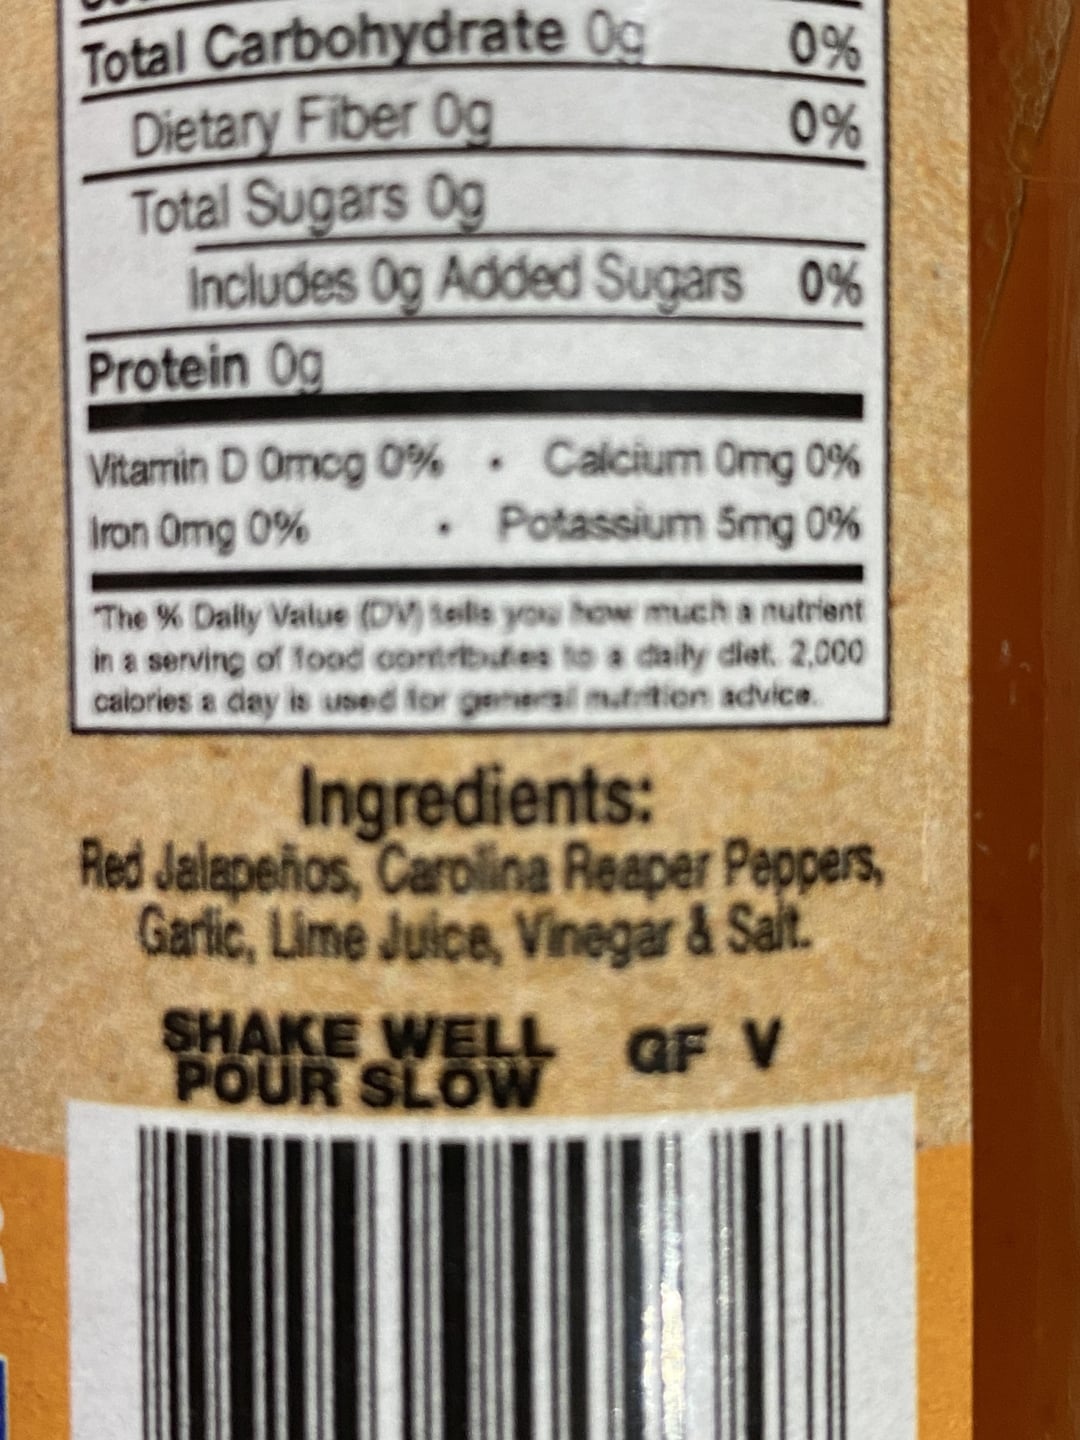 Total Carbohydrate 0g 0%
Dietary Fiber 0g 0%
Total Sugars 0g
Includes 0g Added Sugars 0%
Protein 0g
Vitamin D 0mcg 0% • Calcium 0mg 0%
Iron 0mg 0% • Potassium 5mg 0%
*The % Daily Value (DV) tells you how much a nutrient
in a serving of food contributes to a daily diet. 2,000
calories a day is used for general nutrition advice.
Ingredients:
Red Jalapeños, Carolina Reaper Peppers,
Garlic, Lime Juice, Vinegar & Salt.
SHAKE WELL GF V
POUR SLOW